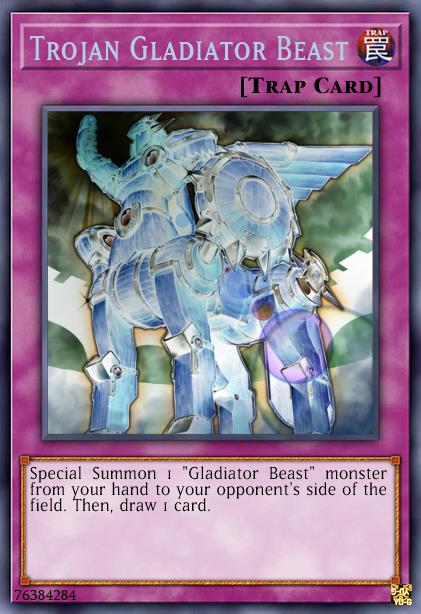 Trojan Gladiator Beast
TRAP
罠
[Trap Card]
Special Summon 1 "Gladiator Beast" monster
from your hand to your opponent's side of the
field. Then, draw 1 card.
76384284